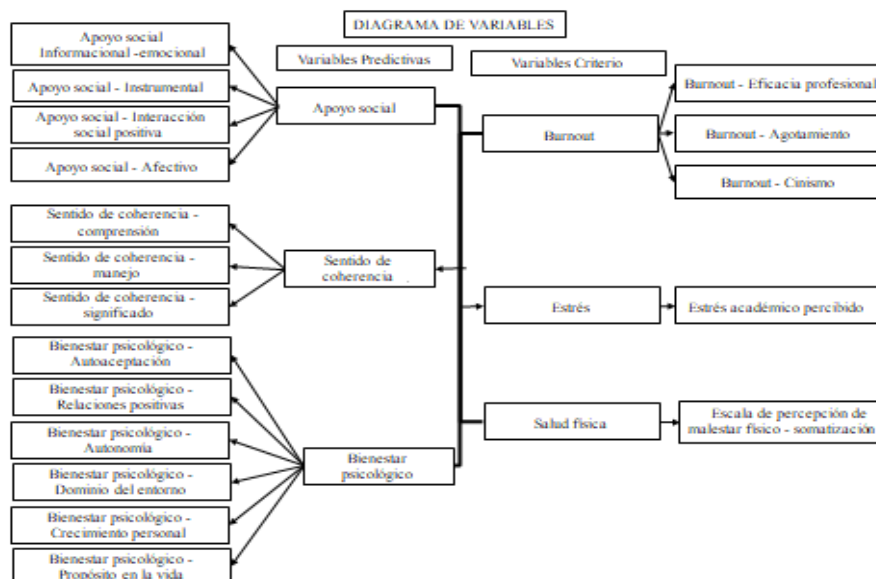 DIAGRAMA DE VARIABLES
Variables Predictivas
Variables Criterio
Apoyo social
Informacional -emocional
Apoyo social - Instrumental
Apoyo social - Interacción
social positiva
Apoyo social - Afectivo
Apoyo social
Sentido de coherencia -
comprensión
Sentido de coherencia -
manejo
Sentido de coherencia -
significado
Sentido de
coherencia
Bienestar psicológico -
Autoaceptación
Bienestar psicológico -
Relaciones positivas
Bienestar psicológico -
Autonomía
Bienestar psicológico -
Dominio del entorno
Bienestar psicológico -
Crecimiento personal
Bienestar psicológico -
Propósito en la vida
Bienestar
psicológico
Burnout
Burnout - Eficacia profesional
Burnout - Agotamiento
Burnout - Cinismo
Estrés
Estrés académico percibido
Salud física
Escala de percepción de
malestar físico - somatización